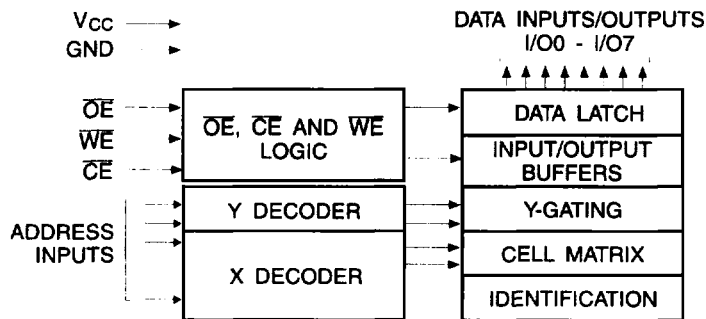 VCC
GND
DATA INPUTS/OUTPUTS
I/O0 - I/O7
OE
WE
CE
OE, CE AND WE
LOGIC
DATA LATCH
INPUT/OUTPUT
BUFFERS
ADDRESS
INPUTS
Y DECODER
Y-GATING
X DECODER
CELL MATRIX
IDENTIFICATION